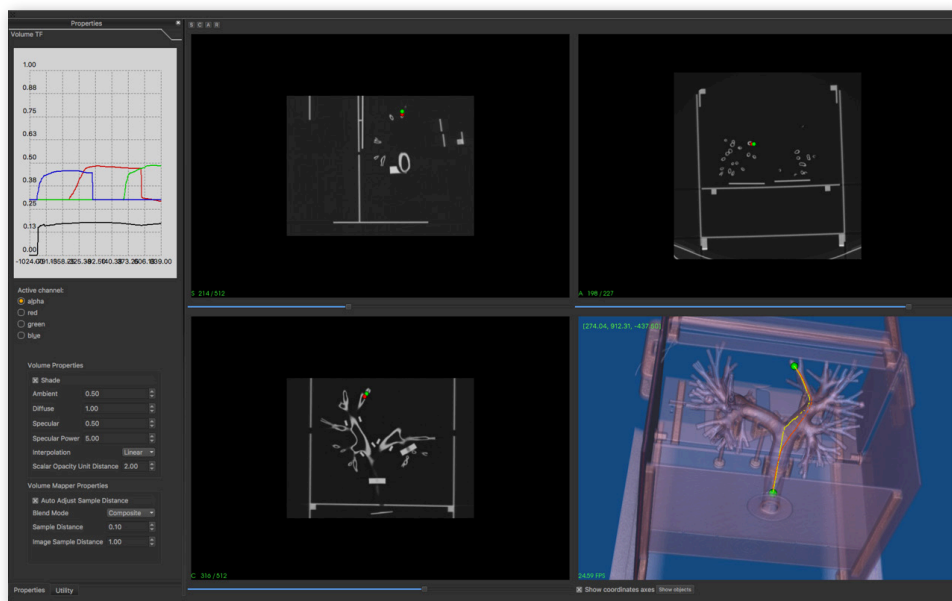 Properties
Volume TF
S C A R
1.00
0.88
0.75
0.63
0.50
0.38
0.25
0.13
0.00
Active channel:
alpha
red
green
blue
Volume Properties
Shade
Ambient 0.50
Diffuse 1.00
Specular 0.50
Specular Power 5.00
Interpolation Linear
Scalar Opacity Unit Distance 2.00
Volume Mapper Properties
Auto Adjust Sample Distance
Blend Mode Composite
Sample Distance 0.10
Image Sample Distance 1.00
Properties Utility
S 214 / 512
A 198 / 227
C 316 / 512
24.59 FPS
Show coordinates axes Show objects